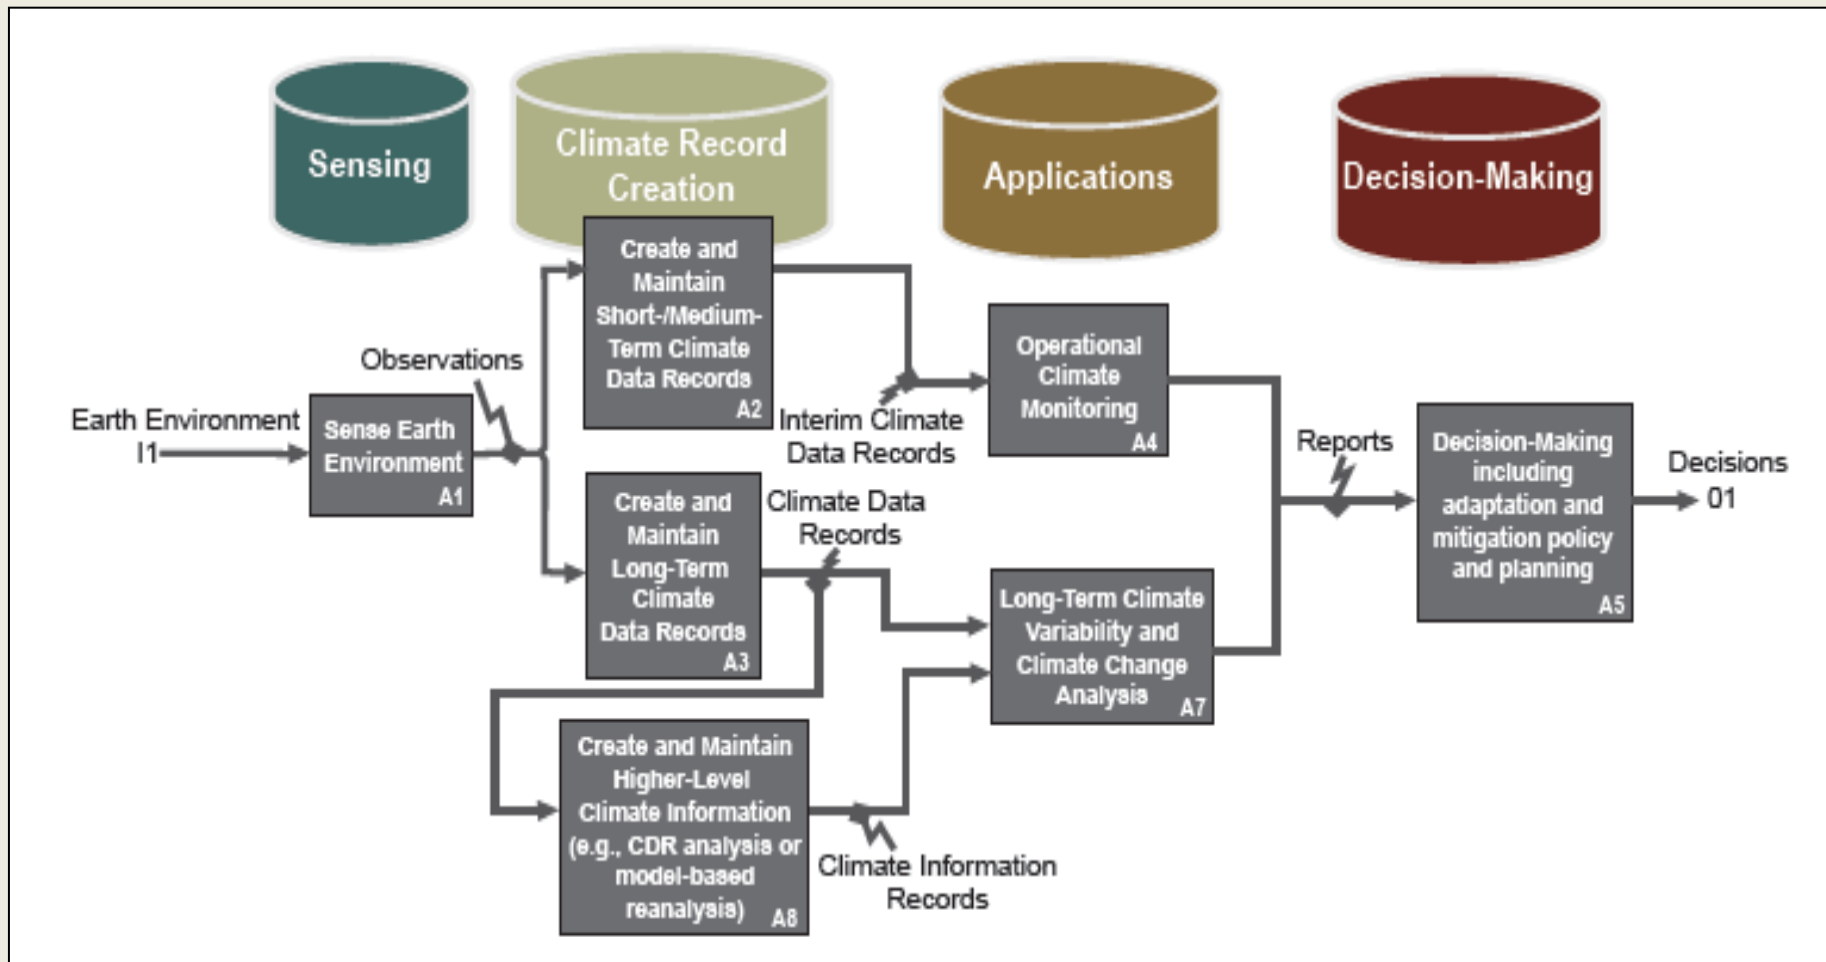 Sensing
Climate Record
Creation
Applications
Decision-Making
Earth Environment
I1
Sense Earth
Environment
A1
Observations
Create and
Maintain
Short-/Medium-
Term Climate
Data Records
A2
Interim Climate
Data Records
Create and
Maintain
Long-Term
Climate
Data Records
A3
Climate Data
Records
Create and Maintain
Higher-Level
Climate Information
(e.g., CDR analysis or
model-based
reanalysis)
A8
Climate Information
Records
Operational
Climate
Monitoring
A4
Long-Term Climate
Variability and
Climate Change
Analysis
A7
Reports
Decision-Making
including
adaptation and
mitigation policy
and planning
A5
Decisions
01